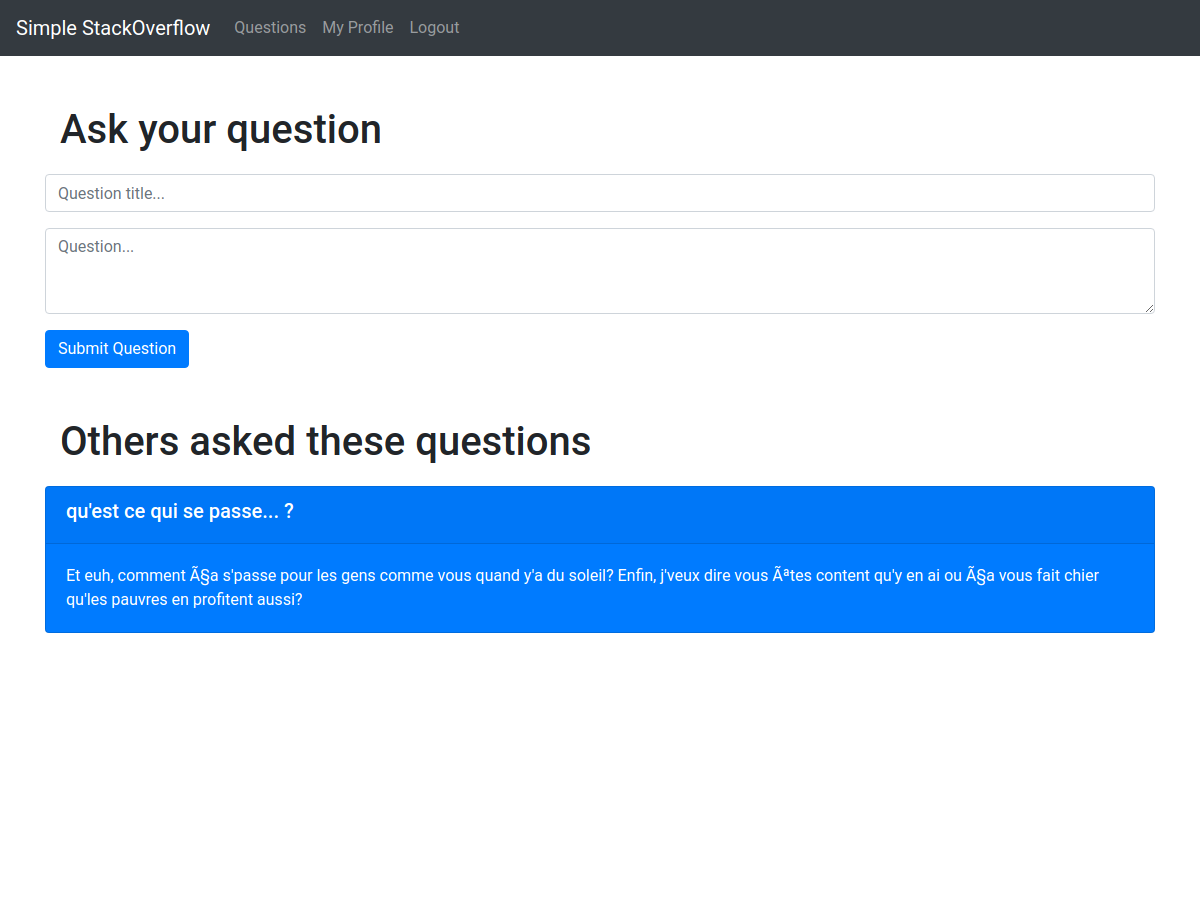 Simple StackOverflow Questions My Profile Logout
Ask your question
Question title...
Question...
Submit Question
Others asked these questions
qu'est ce qui se passe... ?
Et euh, comment Ã§a s'passe pour les gens comme vous quand y'a du soleil? Enfin, j'veux dire vous Ãªtes content qu'y en ai ou Ã§a vous fait chier
qu'les pauvres en profitent aussi?